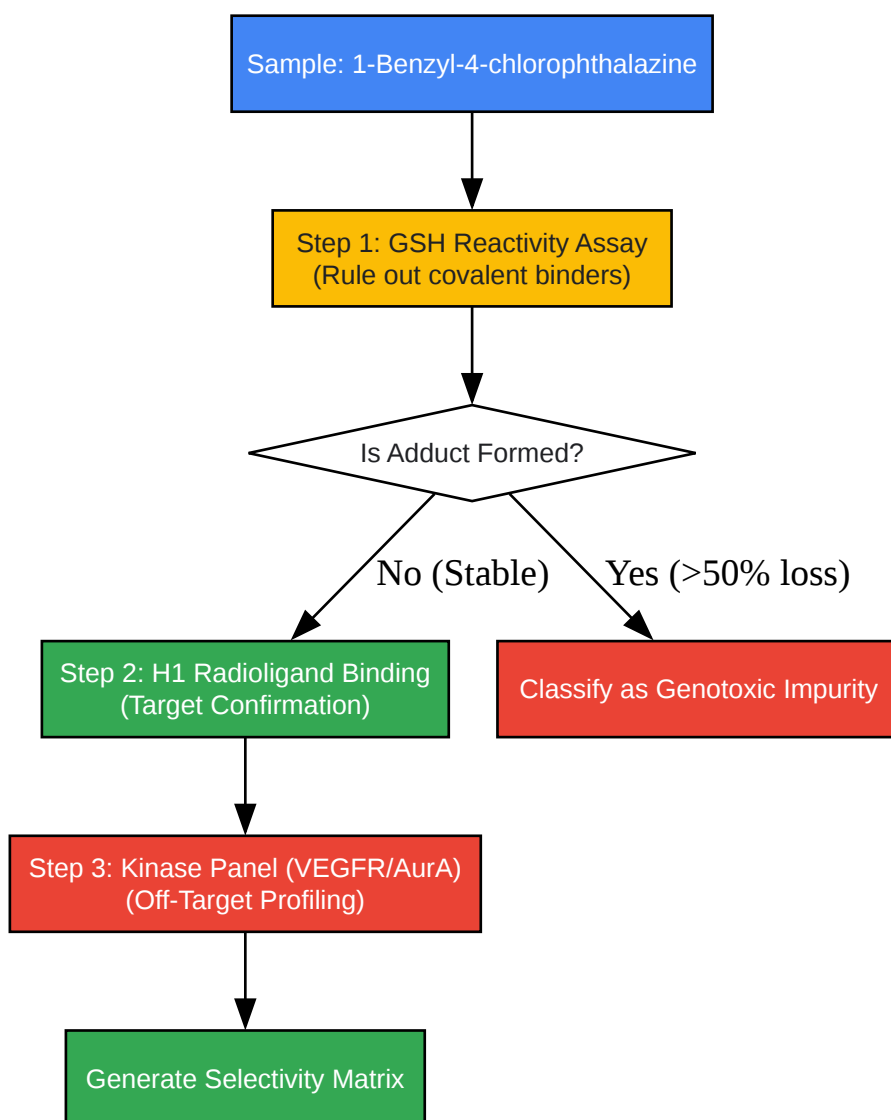 Sample: 1-Benzyl-4-chlorophthalazine
Step 1: GSH Reactivity Assay
(Rule out covalent binders)
Is Adduct Formed?
No (Stable)
Yes (>50% loss)
Step 2: H1 Radioligand Binding
(Target Confirmation)
Classify as Genotoxic Impurity
Step 3: Kinase Panel (VEGFR/AurA)
(Off-Target Profiling)
Generate Selectivity Matrix